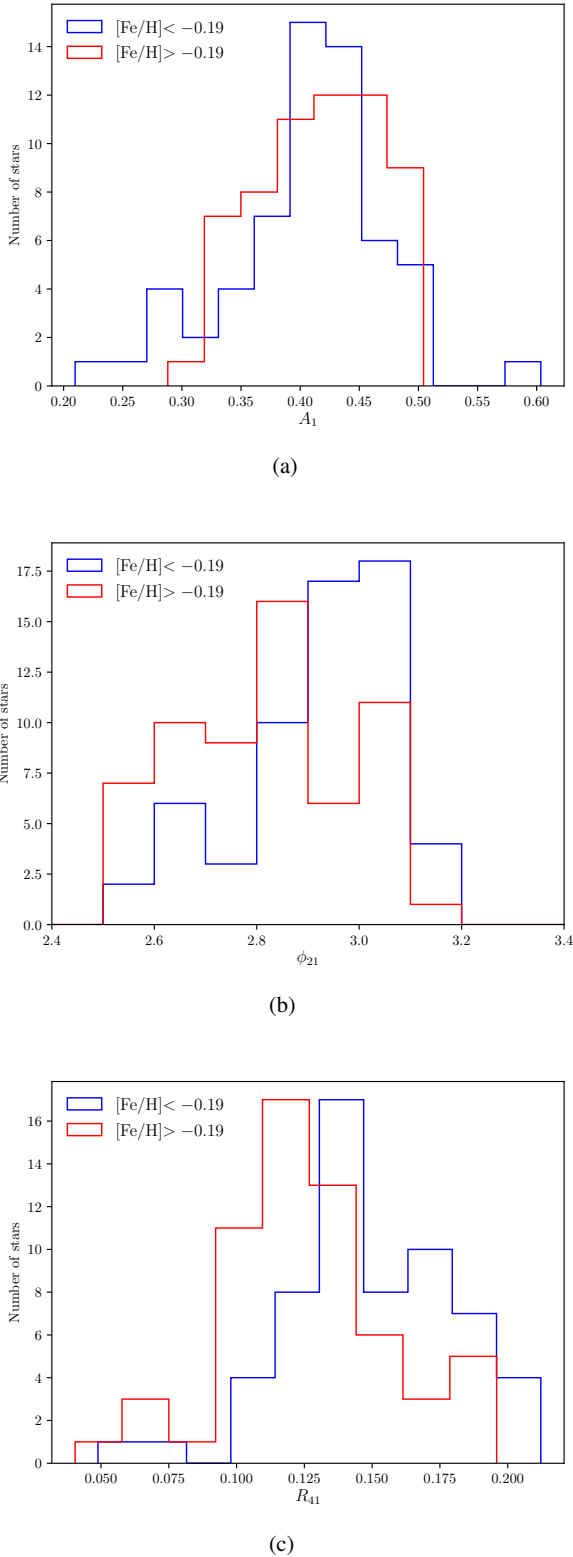 [Fe/H]< −0.19
[Fe/H]> −0.19
Number of stars
14
12
10
8
6
4
2
0
0.20 0.25 0.30 0.35 0.40 0.45 0.50 0.55 0.60
A₁
(a)
[Fe/H]< −0.19
[Fe/H]> −0.19
Number of stars
17.5
15.0
12.5
10.0
7.5
5.0
2.5
0.0
2.4 2.6 2.8 3.0 3.2 3.4
ϕ₂₁
(b)
[Fe/H]< −0.19
[Fe/H]> −0.19
Number of stars
16
14
12
10
8
6
4
2
0
0.050 0.075 0.100 0.125 0.150 0.175 0.200
R₄₁
(c)